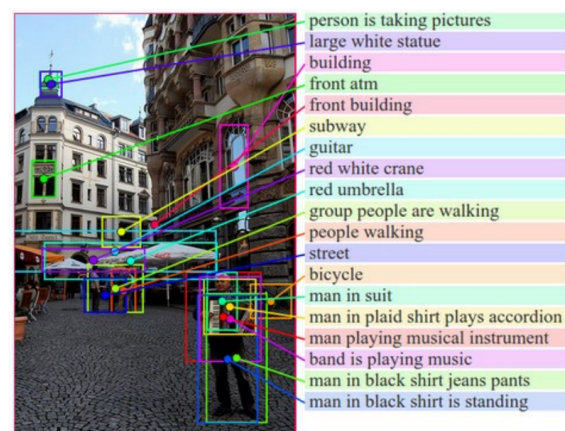 person is taking pictures
large white statue
building
front atm
front building
subway
guitar
red white crane
red umbrella
group people are walking
people walking
street
bicycle
man in suit
man in plaid shirt plays accordion
man playing musical instrument
band is playing music
man in black shirt jeans pants
man in black shirt is standing